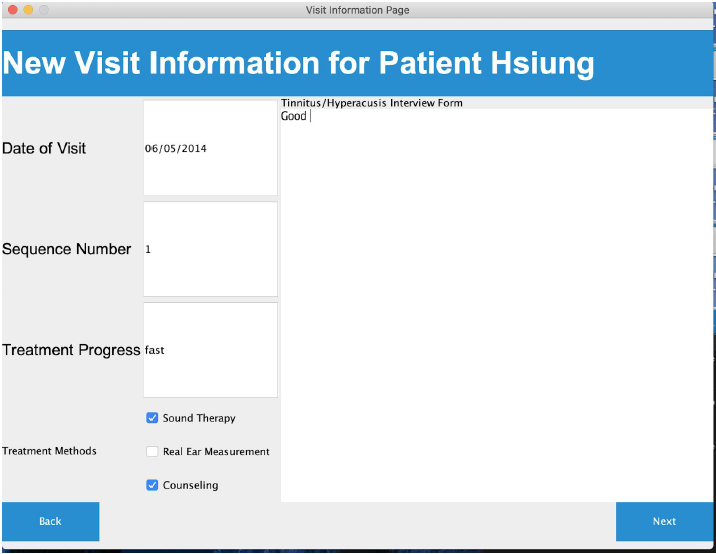 Visit Information Page
New Visit Information for Patient Hsiung
Tinnitus/Hyperacusis Interview Form
Good
Date of Visit
06/05/2014
Sequence Number
1
Treatment Progress
fast
Treatment Methods
Sound Therapy
Real Ear Measurement
Counseling
Back
Next